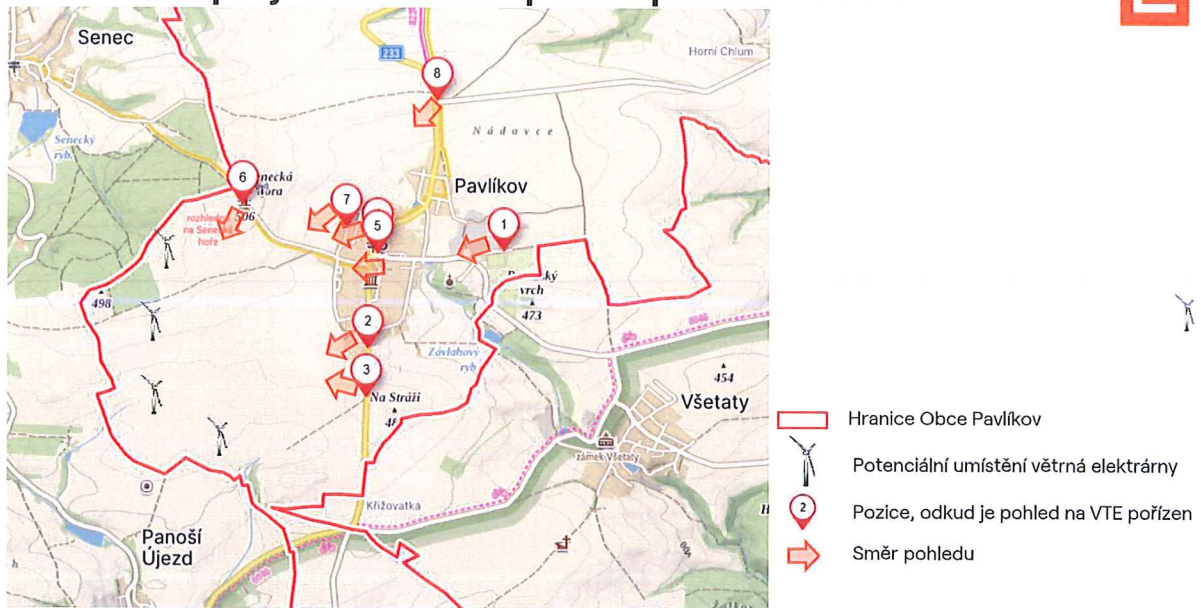 Senec
233
8
Horní Chlum
Nádavce
Senecký
ryb.
6
Pavlíkov
7
506
rozhledna
na Senecké
hoře
5
1
498
vrch
473
2
Závlahový
ryb.
3
Na Stráži
454
Všetaty
zámek Všetaty
Křižovatka
Panoší
Újezd
Hranice Obce Pavlíkov
Potenciální umístění větrná elektrárny
2
Pozice, odkud je pohled na VTE pořízen
Směr pohledu